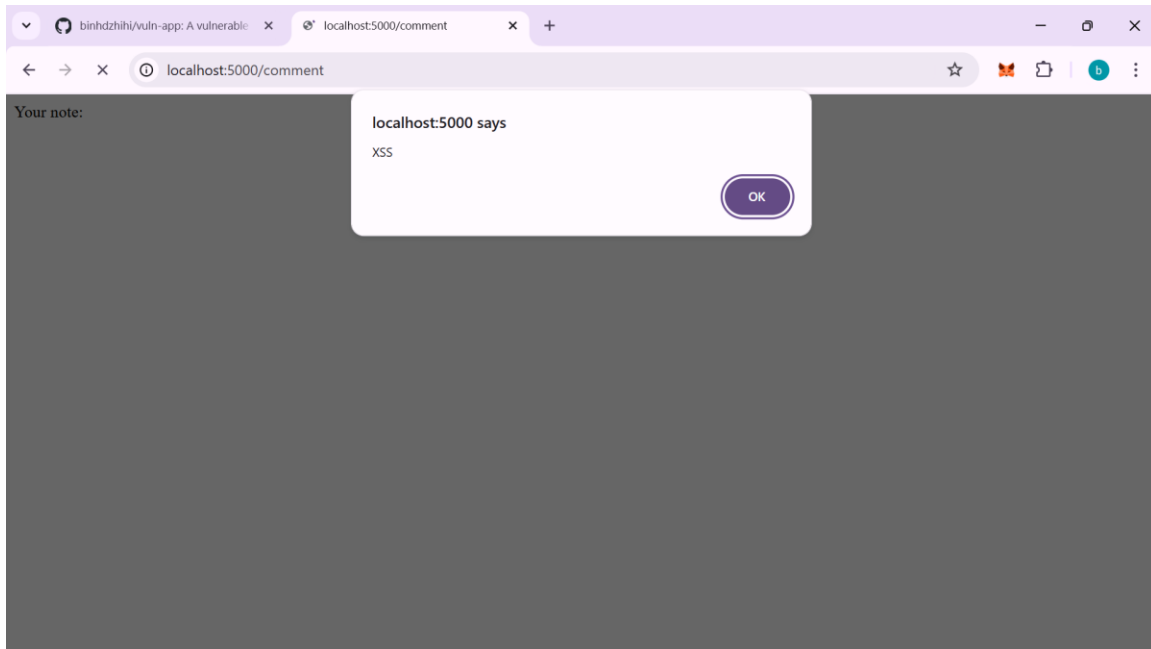 binhdzhihi/vuln-app: A vulnerable
localhost:5000/comment
localhost:5000/comment
b
Your note:
localhost:5000 says
XSS
OK